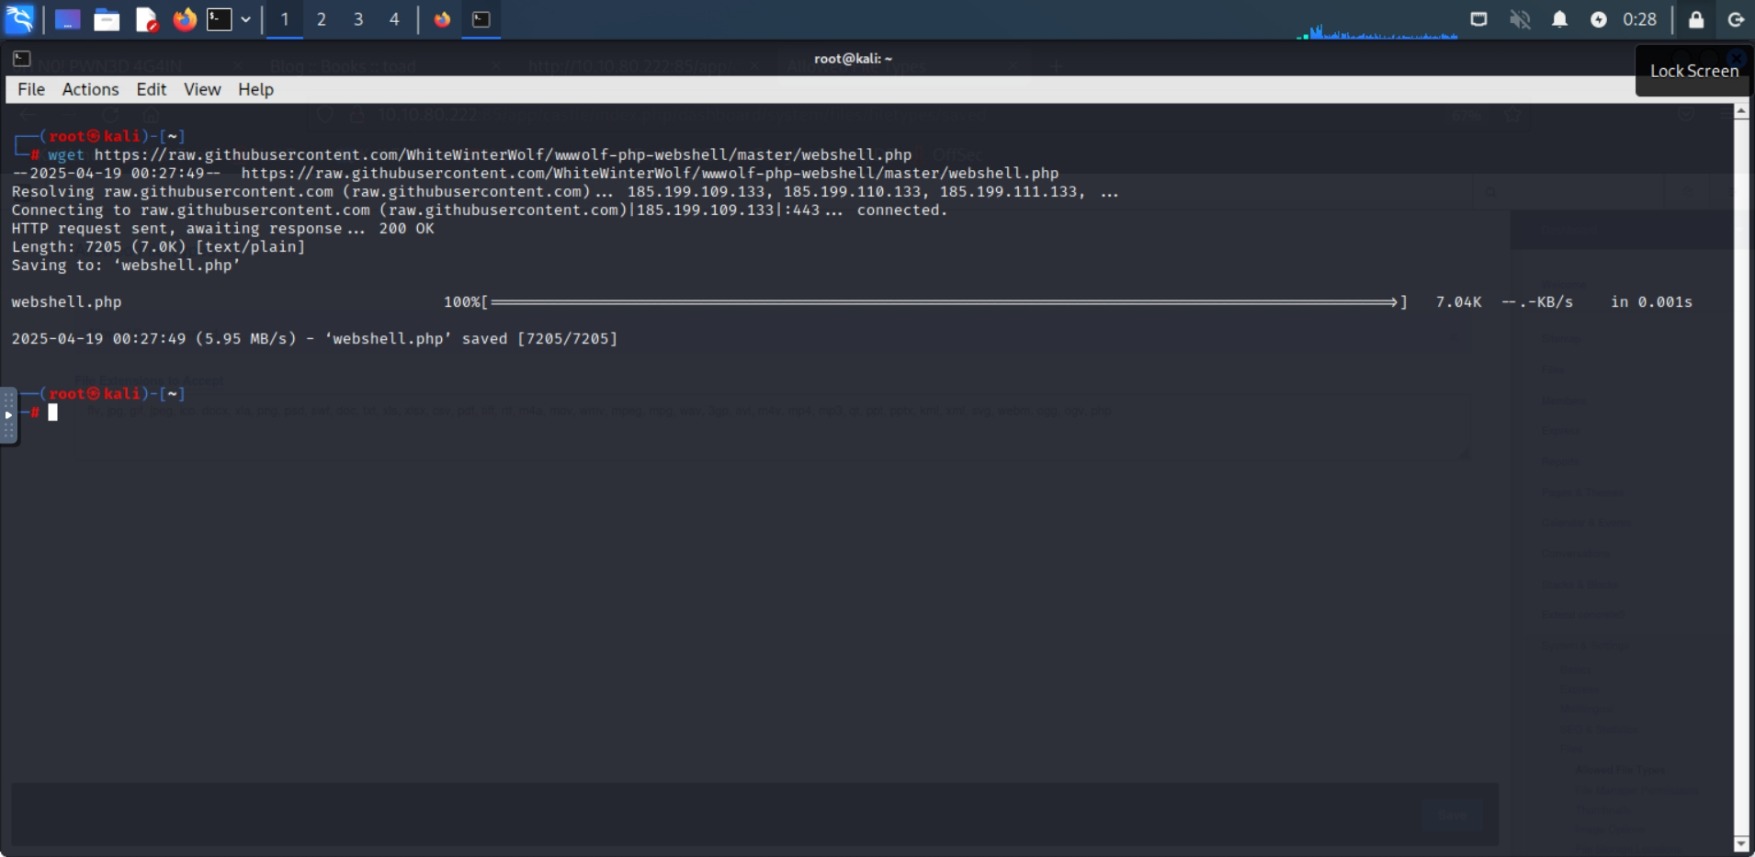 1 2 3 4 0:28
root@kali: ~
Lock Screen
File Actions Edit View Help
┌──(root㉿kali)-[~]
└─# wget https://raw.githubusercontent.com/WhiteWinterWolf/wwwolf-php-webshell/master/webshell.php
--2025-04-19 00:27:49-- https://raw.githubusercontent.com/WhiteWinterWolf/wwwolf-php-webshell/master/webshell.php
Resolving raw.githubusercontent.com (raw.githubusercontent.com)... 185.199.109.133, 185.199.110.133, 185.199.111.133, ...
Connecting to raw.githubusercontent.com (raw.githubusercontent.com)|185.199.109.133|:443... connected.
HTTP request sent, awaiting response... 200 OK
Length: 7205 (7.0K) [text/plain]
Saving to: ‘webshell.php’
webshell.php 100%[===================>] 7.04K --.-KB/s in 0.001s
2025-04-19 00:27:49 (5.95 MB/s) - ‘webshell.php’ saved [7205/7205]
──(root㉿kali)-[~]
─#